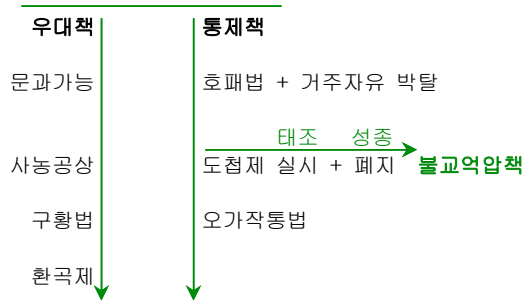 우대책 통제책
문과가능 호패법 + 거주자유 박탈
태조 성종
사농공상 도첩제 실시 + 폐지 불교억압책
구황법 오가작통법
환곡제